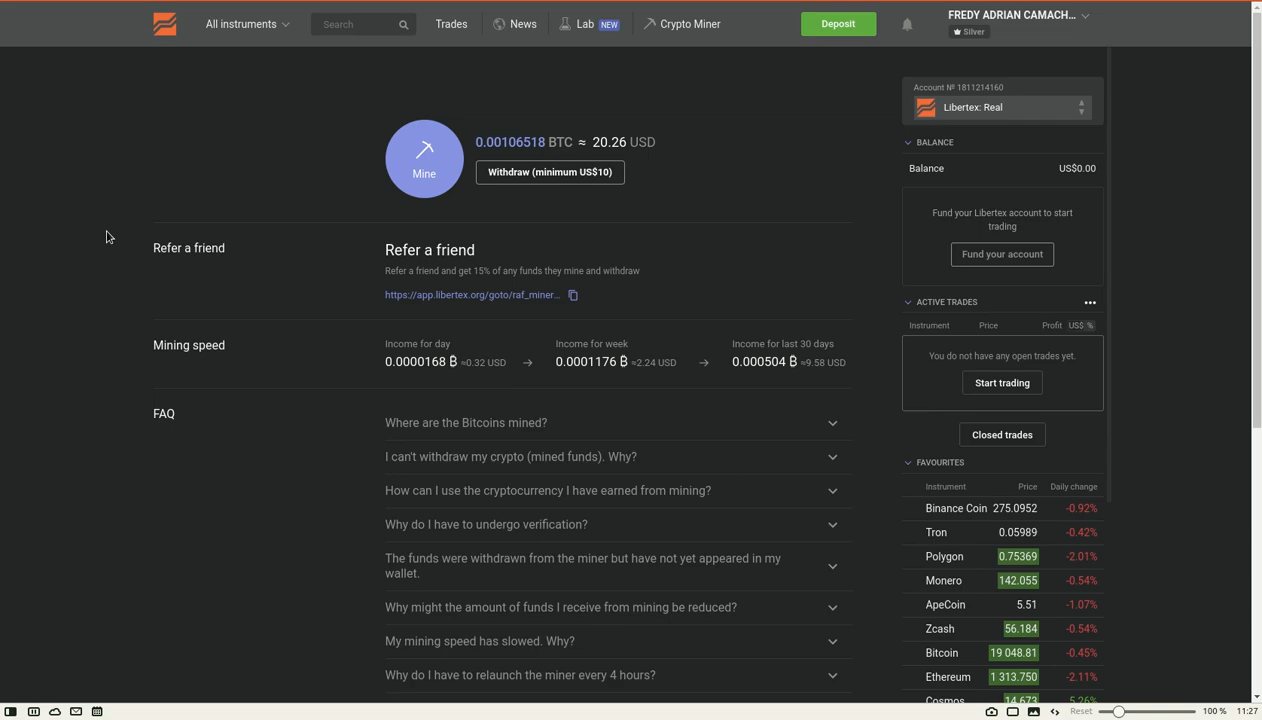 All instruments
Search
Trades
News
Lab NEW
Crypto Miner
Deposit
FREDY ADRIAN CAMACH...
Silver
Mine
0.00106518 BTC ≈ 20.26 USD
Withdraw (minimum US$10)
Refer a friend
Refer a friend
Refer a friend and get 15% of any funds they mine and withdraw
https://app.libertex.org/goto/raf_miner...
Mining speed
Income for day
0.0000168 ₿ ≈0.32 USD
Income for week
0.0001176 ₿ ≈2.24 USD
Income for last 30 days
0.000504 ₿ ≈9.58 USD
FAQ
Where are the Bitcoins mined?
I can't withdraw my crypto (mined funds). Why?
How can I use the cryptocurrency I have earned from mining?
Why do I have to undergo verification?
The funds were withdrawn from the miner but have not yet appeared in my
wallet.
Why might the amount of funds I receive from mining be reduced?
My mining speed has slowed. Why?
Why do I have to relaunch the miner every 4 hours?
Account № 1811214160
Libertex: Real
BALANCE
Balance US$0.00
Fund your Libertex account to start
trading
Fund your account
ACTIVE TRADES
Instrument Price Profit US$ %
You do not have any open trades yet.
Start trading
Closed trades
FAVOURITES
Instrument Price Daily change
Binance Coin 275.0952 -0.92%
Tron 0.05989 -0.42%
Polygon 0.75369 -2.01%
Monero 142.055 -0.54%
ApeCoin 5.51 -1.07%
Zcash 56.184 -0.54%
Bitcoin 19 048.81 -0.45%
Ethereum 1 313.750 -2.11%
Cosmos 14.673 5.26%
Reset 100 % 11:27